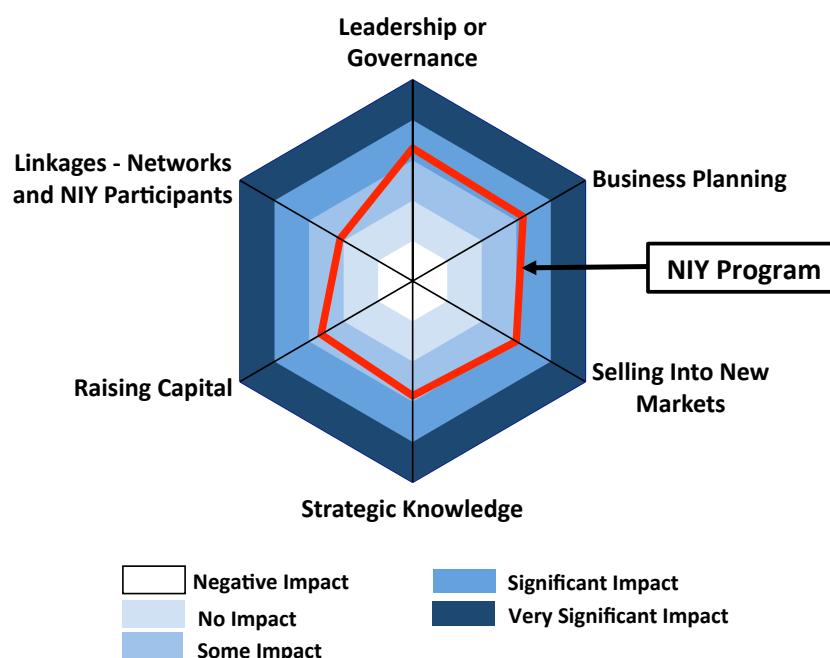 Leadership or
Governance
Linkages - Networks
and NIY Participants
Business Planning
NIY Program
Raising Capital
Selling Into New
Markets
Strategic Knowledge
Negative Impact
Significant Impact
No Impact
Very Significant Impact
Some Impact